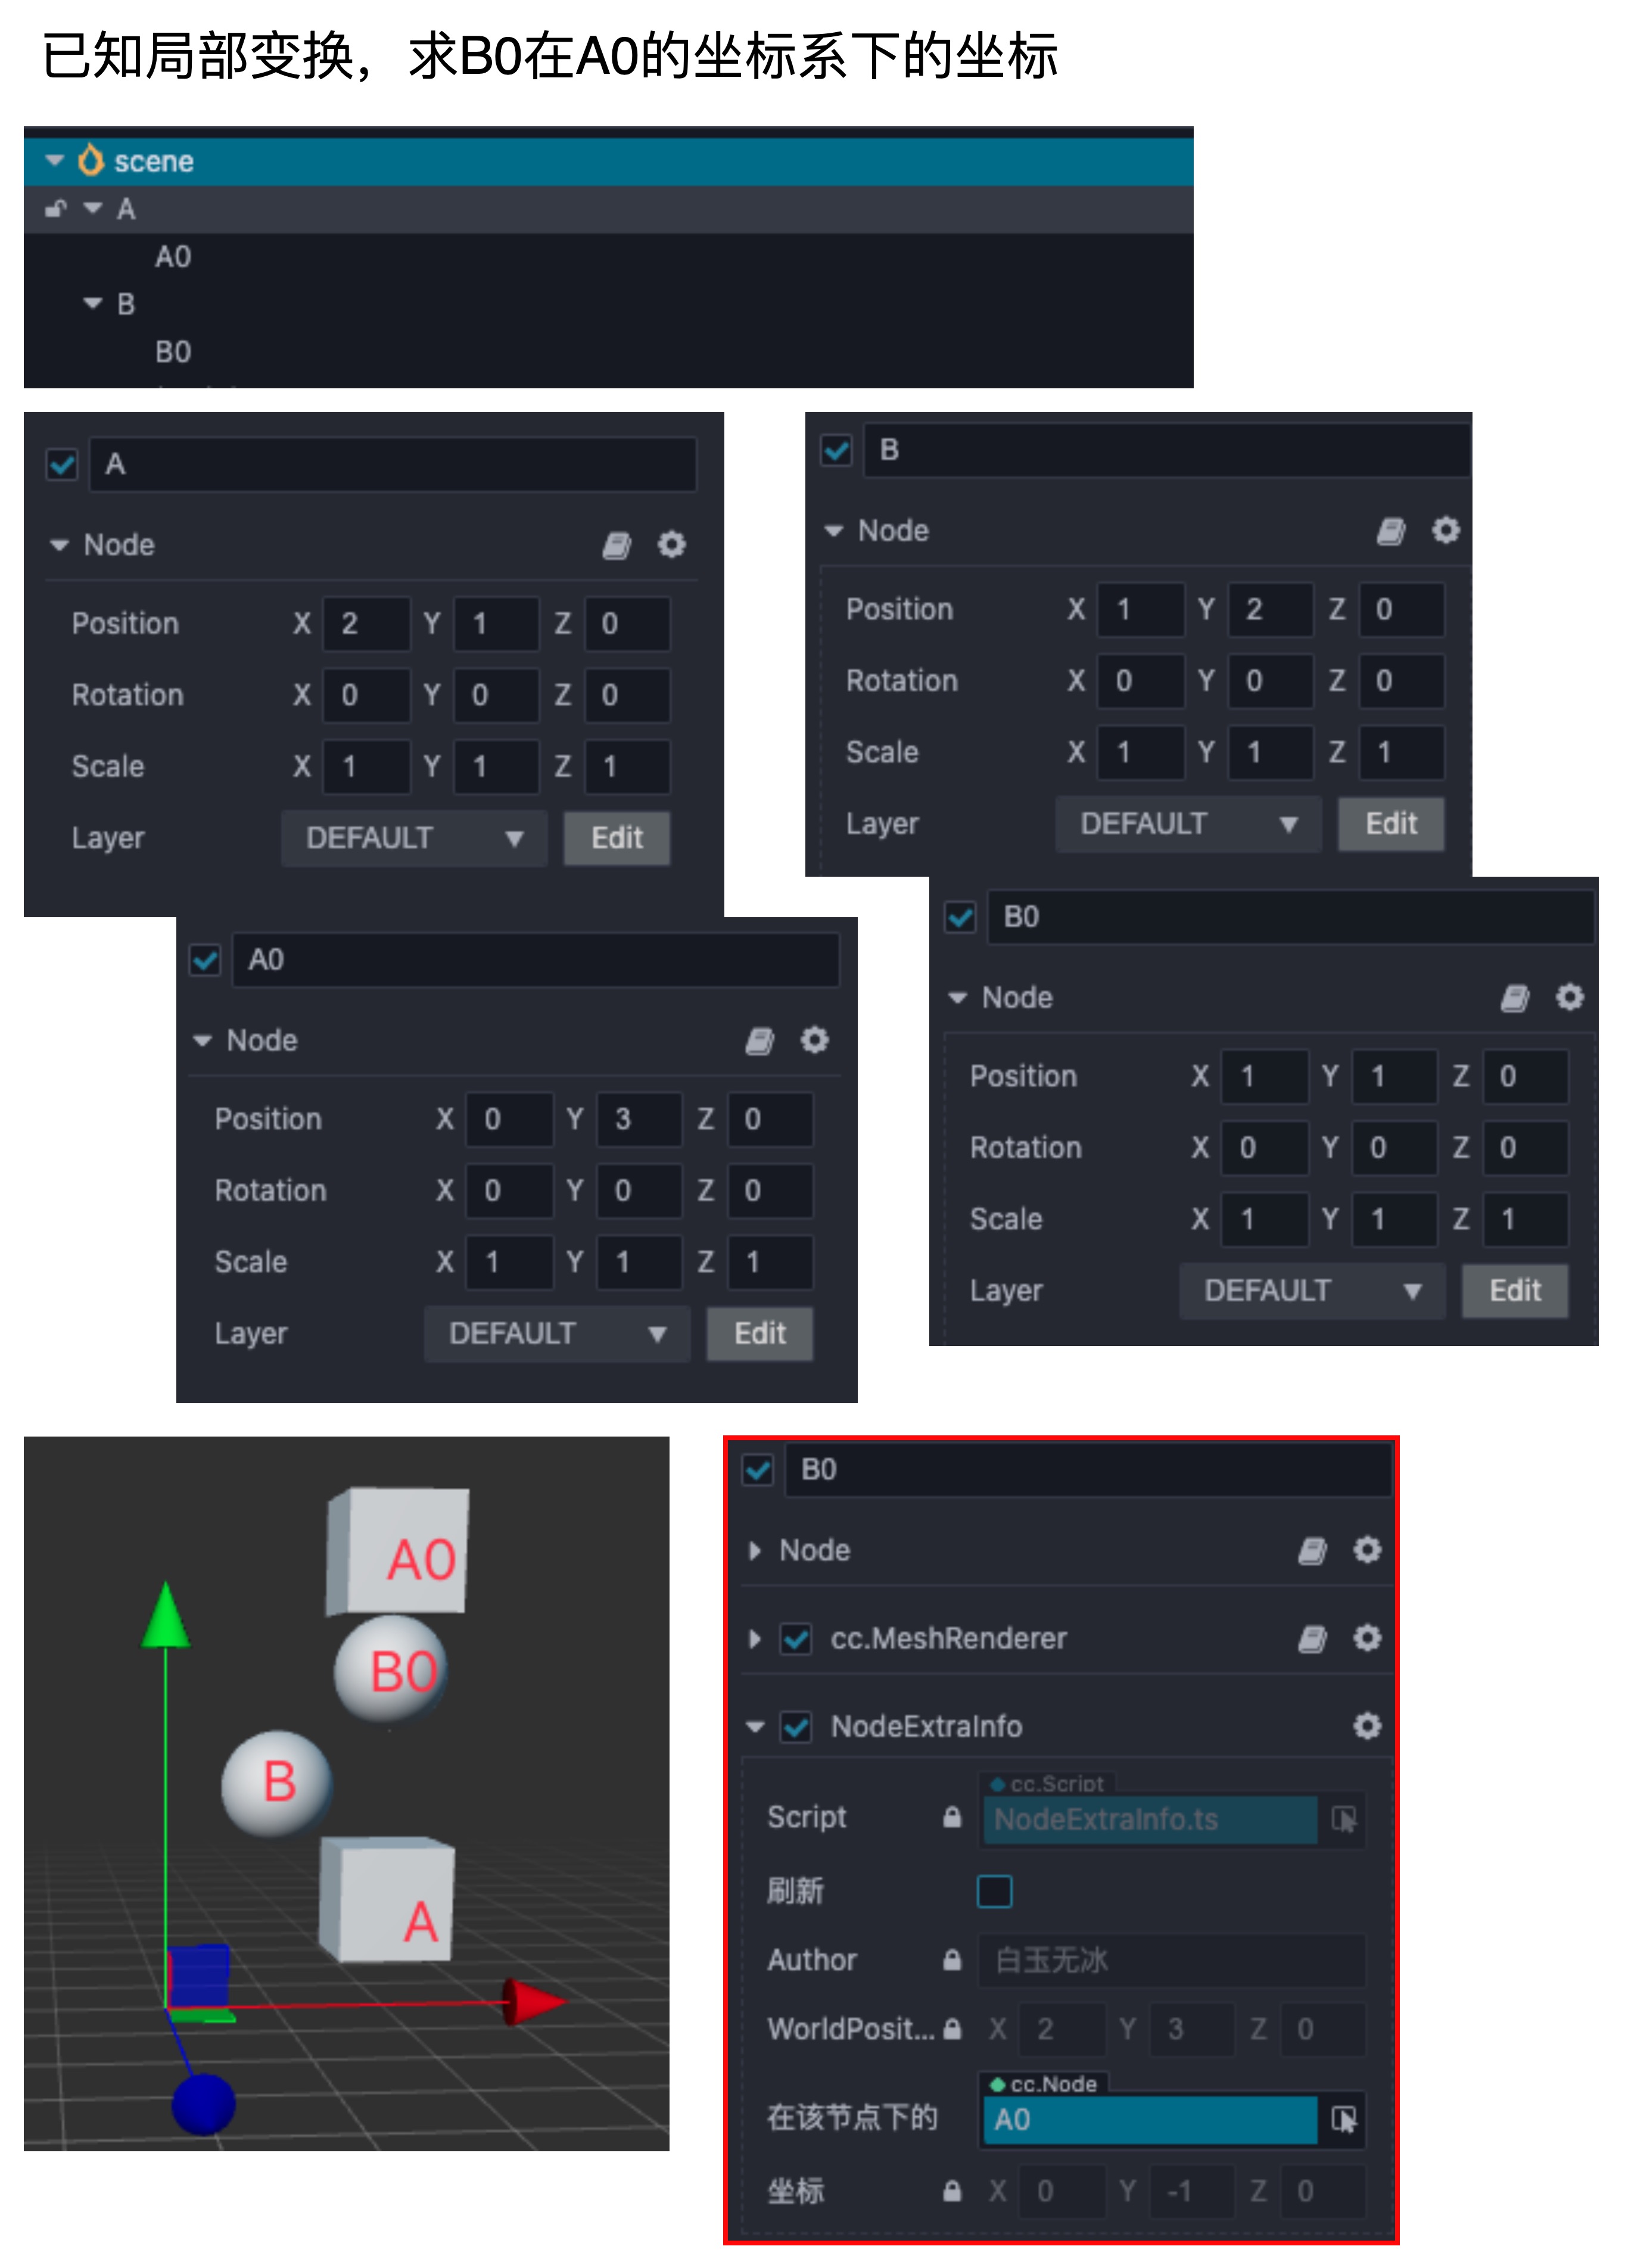 已知局部变换，求B0在A0的坐标系下的坐标
scene
A
A0
B
B0
A
Node
Position X 2 Y 1 Z 0
Rotation X 0 Y 0 Z 0
Scale X 1 Y 1 Z 1
Layer DEFAULT Edit
B
Node
Position X 1 Y 2 Z 0
Rotation X 0 Y 0 Z 0
Scale X 1 Y 1 Z 1
Layer DEFAULT Edit
A0
Node
Position X 0 Y 3 Z 0
Rotation X 0 Y 0 Z 0
Scale X 1 Y 1 Z 1
Layer DEFAULT Edit
B0
Node
Position X 1 Y 1 Z 0
Rotation X 0 Y 0 Z 0
Scale X 1 Y 1 Z 1
Layer DEFAULT Edit
A0
B0
B
A
B0
Node
cc.MeshRenderer
NodeExtraInfo
cc.Script
Script NodeExtraInfo.ts
刷新
Author 白玉无冰
WorldPosit... X 2 Y 3 Z 0
cc.Node
在该节点下的 A0
坐标 X 0 Y -1 Z 0